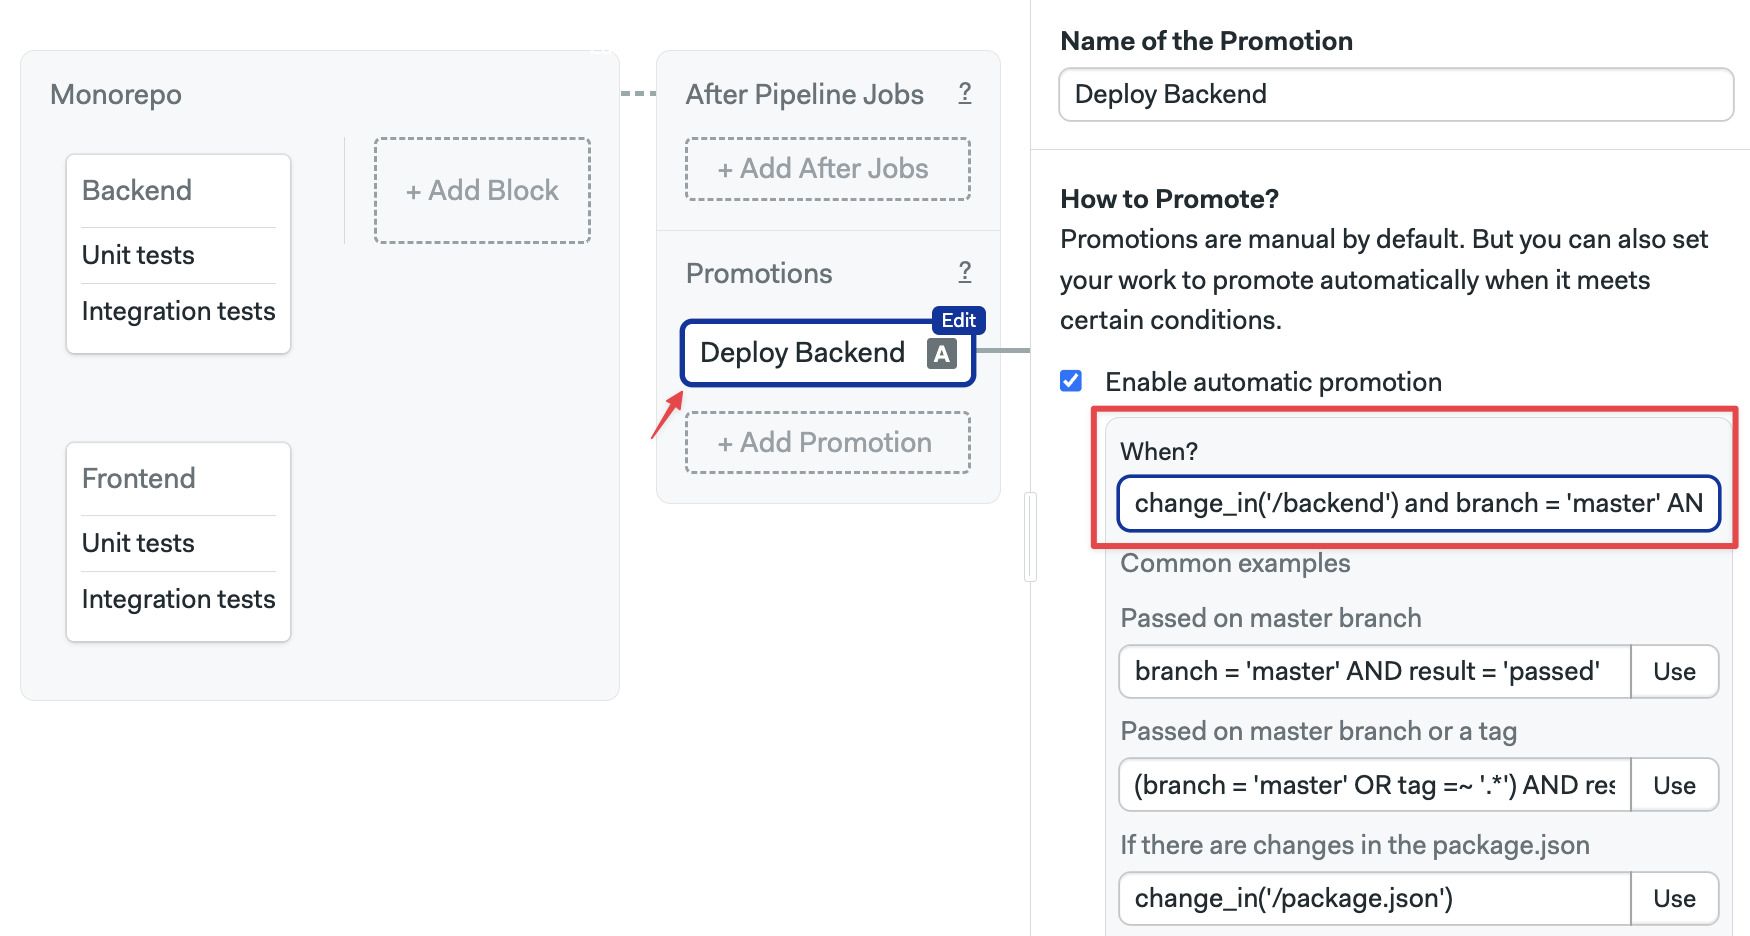 Monorepo
Backend
Unit tests
Integration tests
+ Add Block
Frontend
Unit tests
Integration tests
After Pipeline Jobs ?
+ Add After Jobs
Promotions ?
Edit
Deploy Backend A
+ Add Promotion
Name of the Promotion
Deploy Backend
How to Promote?
Promotions are manual by default. But you can also set
your work to promote automatically when it meets
certain conditions.
Enable automatic promotion
When?
change_in('/backend') and branch = 'master' AN
Common examples
Passed on master branch
branch = 'master' AND result = 'passed' Use
Passed on master branch or a tag
(branch = 'master' OR tag =~ '.*') AND res Use
If there are changes in the package.json
change_in('/package.json') Use